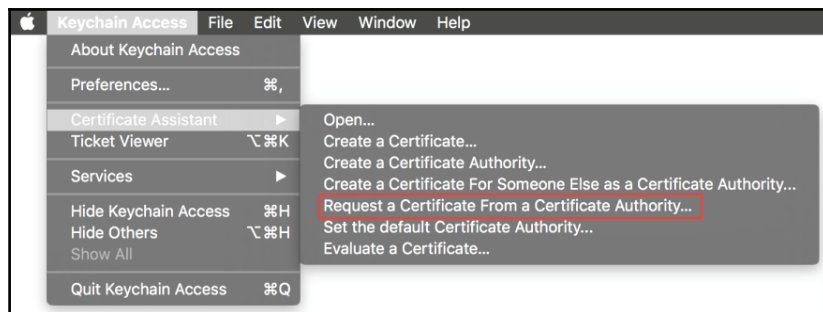 Keychain Access File Edit View Window Help
About Keychain Access
Preferences... ⌘,
Certificate Assistant ▶
Ticket Viewer ⌥⌘K
Services ▶
Hide Keychain Access ⌘H
Hide Others ⌥⌘H
Show All
Quit Keychain Access ⌘Q
Open...
Create a Certificate...
Create a Certificate Authority...
Create a Certificate For Someone Else as a Certificate Authority...
Request a Certificate From a Certificate Authority...
Set the default Certificate Authority...
Evaluate a Certificate...